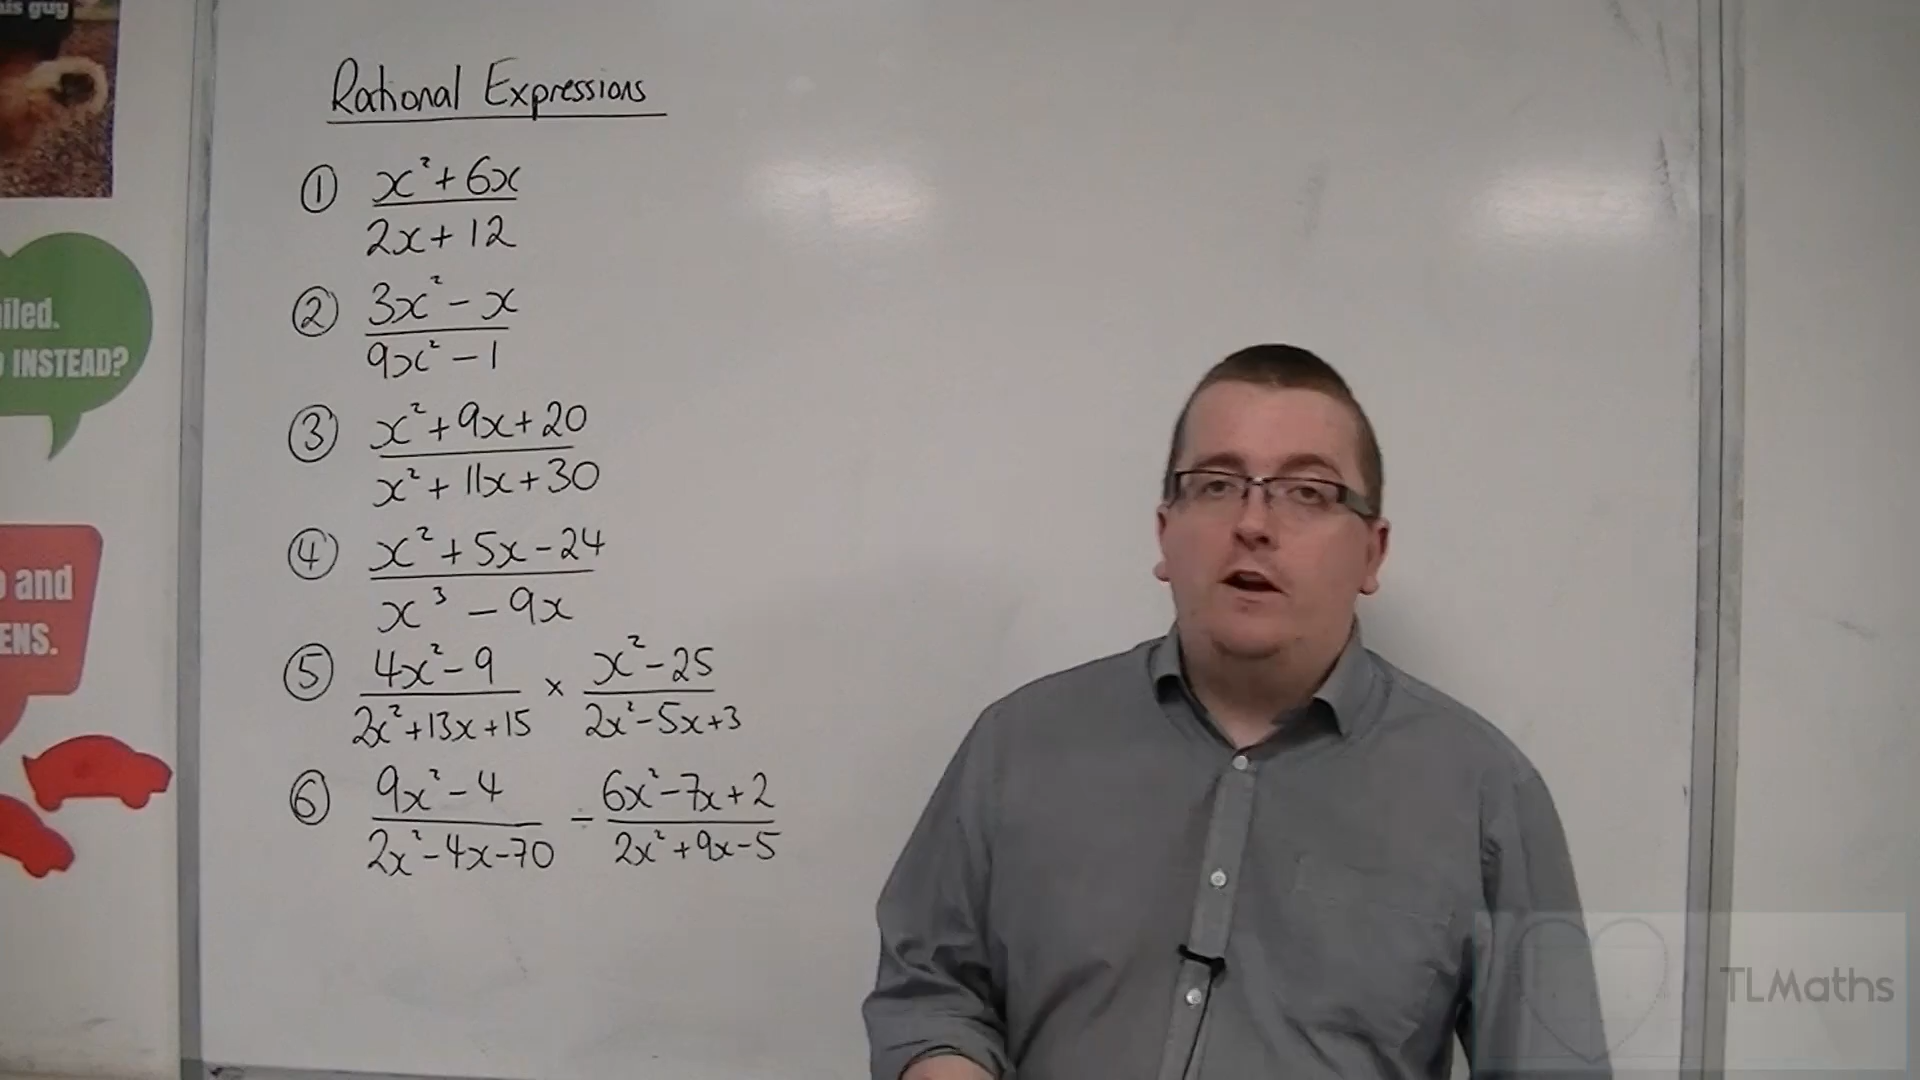 his guy
Rational Expressions
① x² + 6x
2x + 12
② 3x² - x
9x² - 1
③ x² + 9x + 20
x² + 11x + 30
④ x² + 5x - 24
x³ - 9x
⑤ 4x² - 9 × x² - 25
2x² + 13x + 15 2x² - 5x + 3
⑥ 9x² - 4 ÷ 6x² - 7x + 2
2x² - 4x - 70 2x² + 9x - 5
INSTEAD?
and
TLMaths